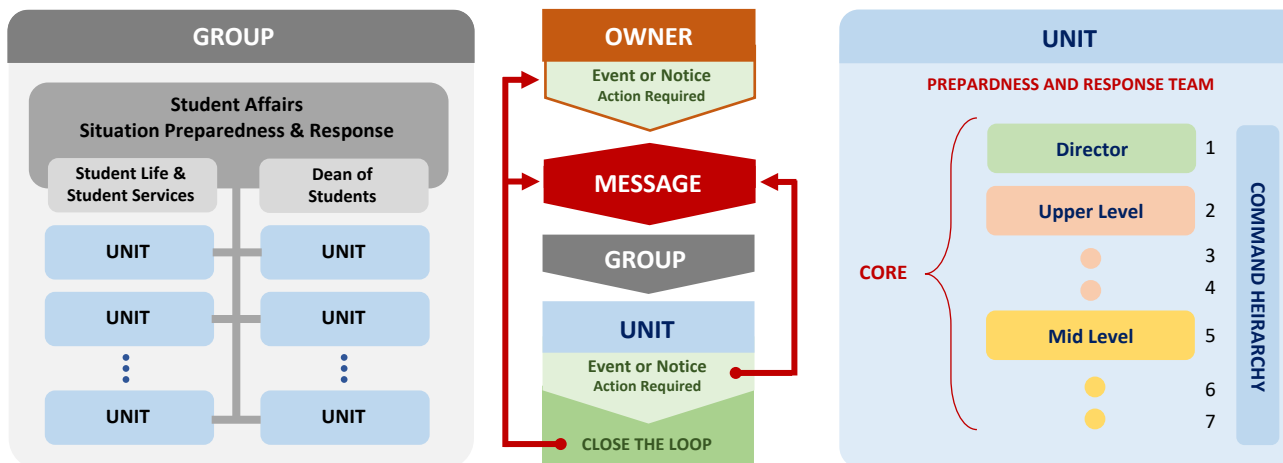 GROUP
Student Affairs
Situation Preparedness & Response
Student Life &
Student Services
Dean of
Students
UNIT
UNIT
UNIT
UNIT
UNIT
UNIT
OWNER
Event or Notice
Action Required
MESSAGE
GROUP
UNIT
Event or Notice
Action Required
CLOSE THE LOOP
UNIT
PREPARDNESS AND RESPONSE TEAM
CORE
Director
1
Upper Level
2
3
4
Mid Level
5
6
7
COMMAND HEIRARCHY